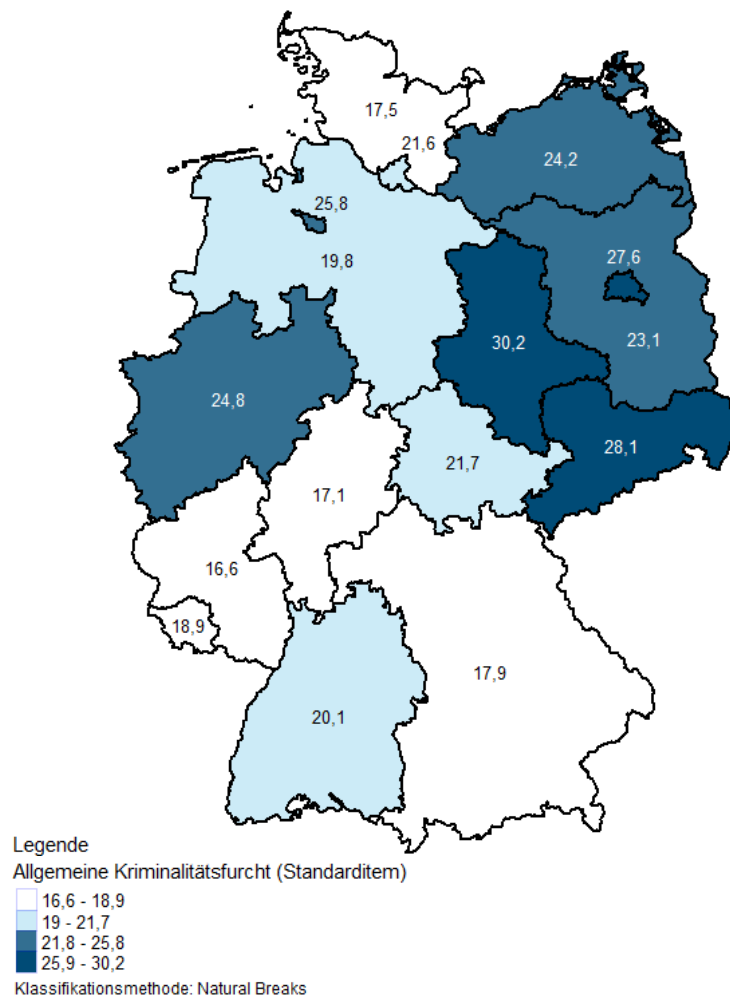 17,5
21,6
24,2
25,8
19,8
27,6
30,2
23,1
24,8
28,1
21,7
17,1
16,6
18,9
17,9
20,1
Legende
Allgemeine Kriminalitätsfurcht (Standarditem)
16,6 - 18,9
19 - 21,7
21,8 - 25,8
25,9 - 30,2
Klassifikationsmethode: Natural Breaks